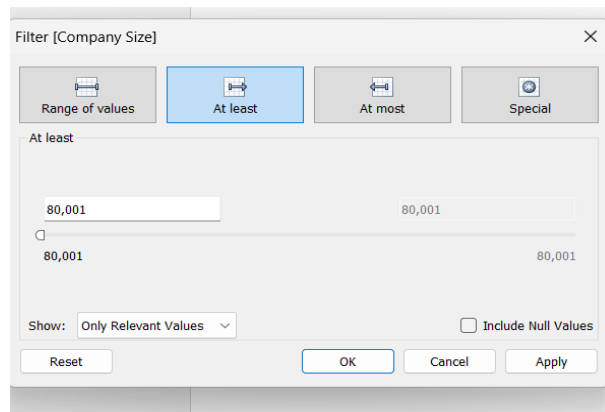 Filter [Company Size]
Range of values
At least
At most
Special
At least
80,001
80,001
80,001
80,001
Show: Only Relevant Values
Include Null Values
Reset
OK
Cancel
Apply